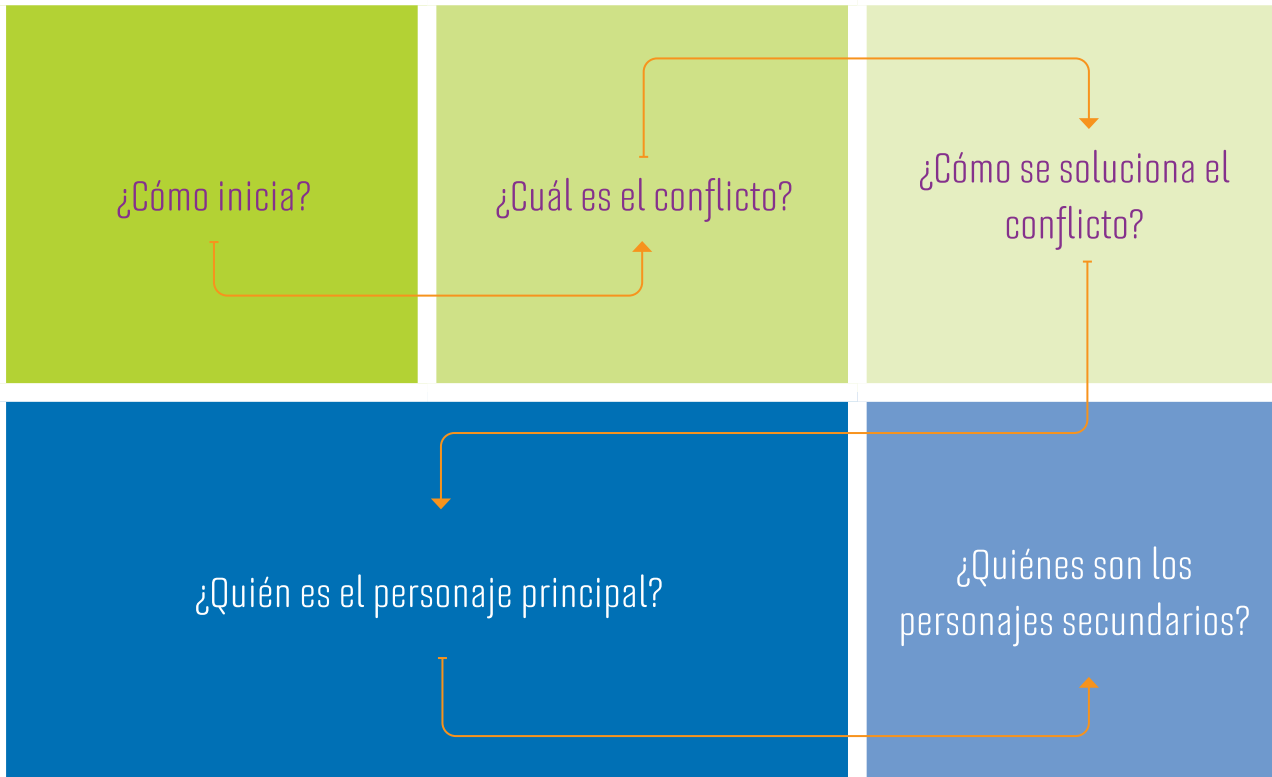 ¿Cómo inicia?
¿Cuál es el conflicto?
¿Cómo se soluciona el
conflicto?
¿Quién es el personaje principal?
¿Quiénes son los
personajes secundarios?